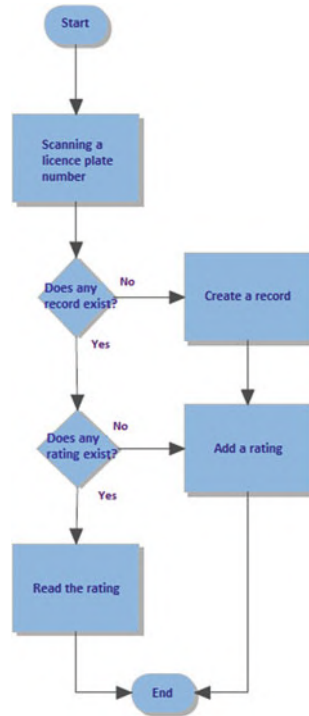 Start
Scanning a
licence plate
number
Does any
record exist?
No
Create a record
Yes
Does any
rating exist?
No
Add a rating
Yes
Read the rating
End